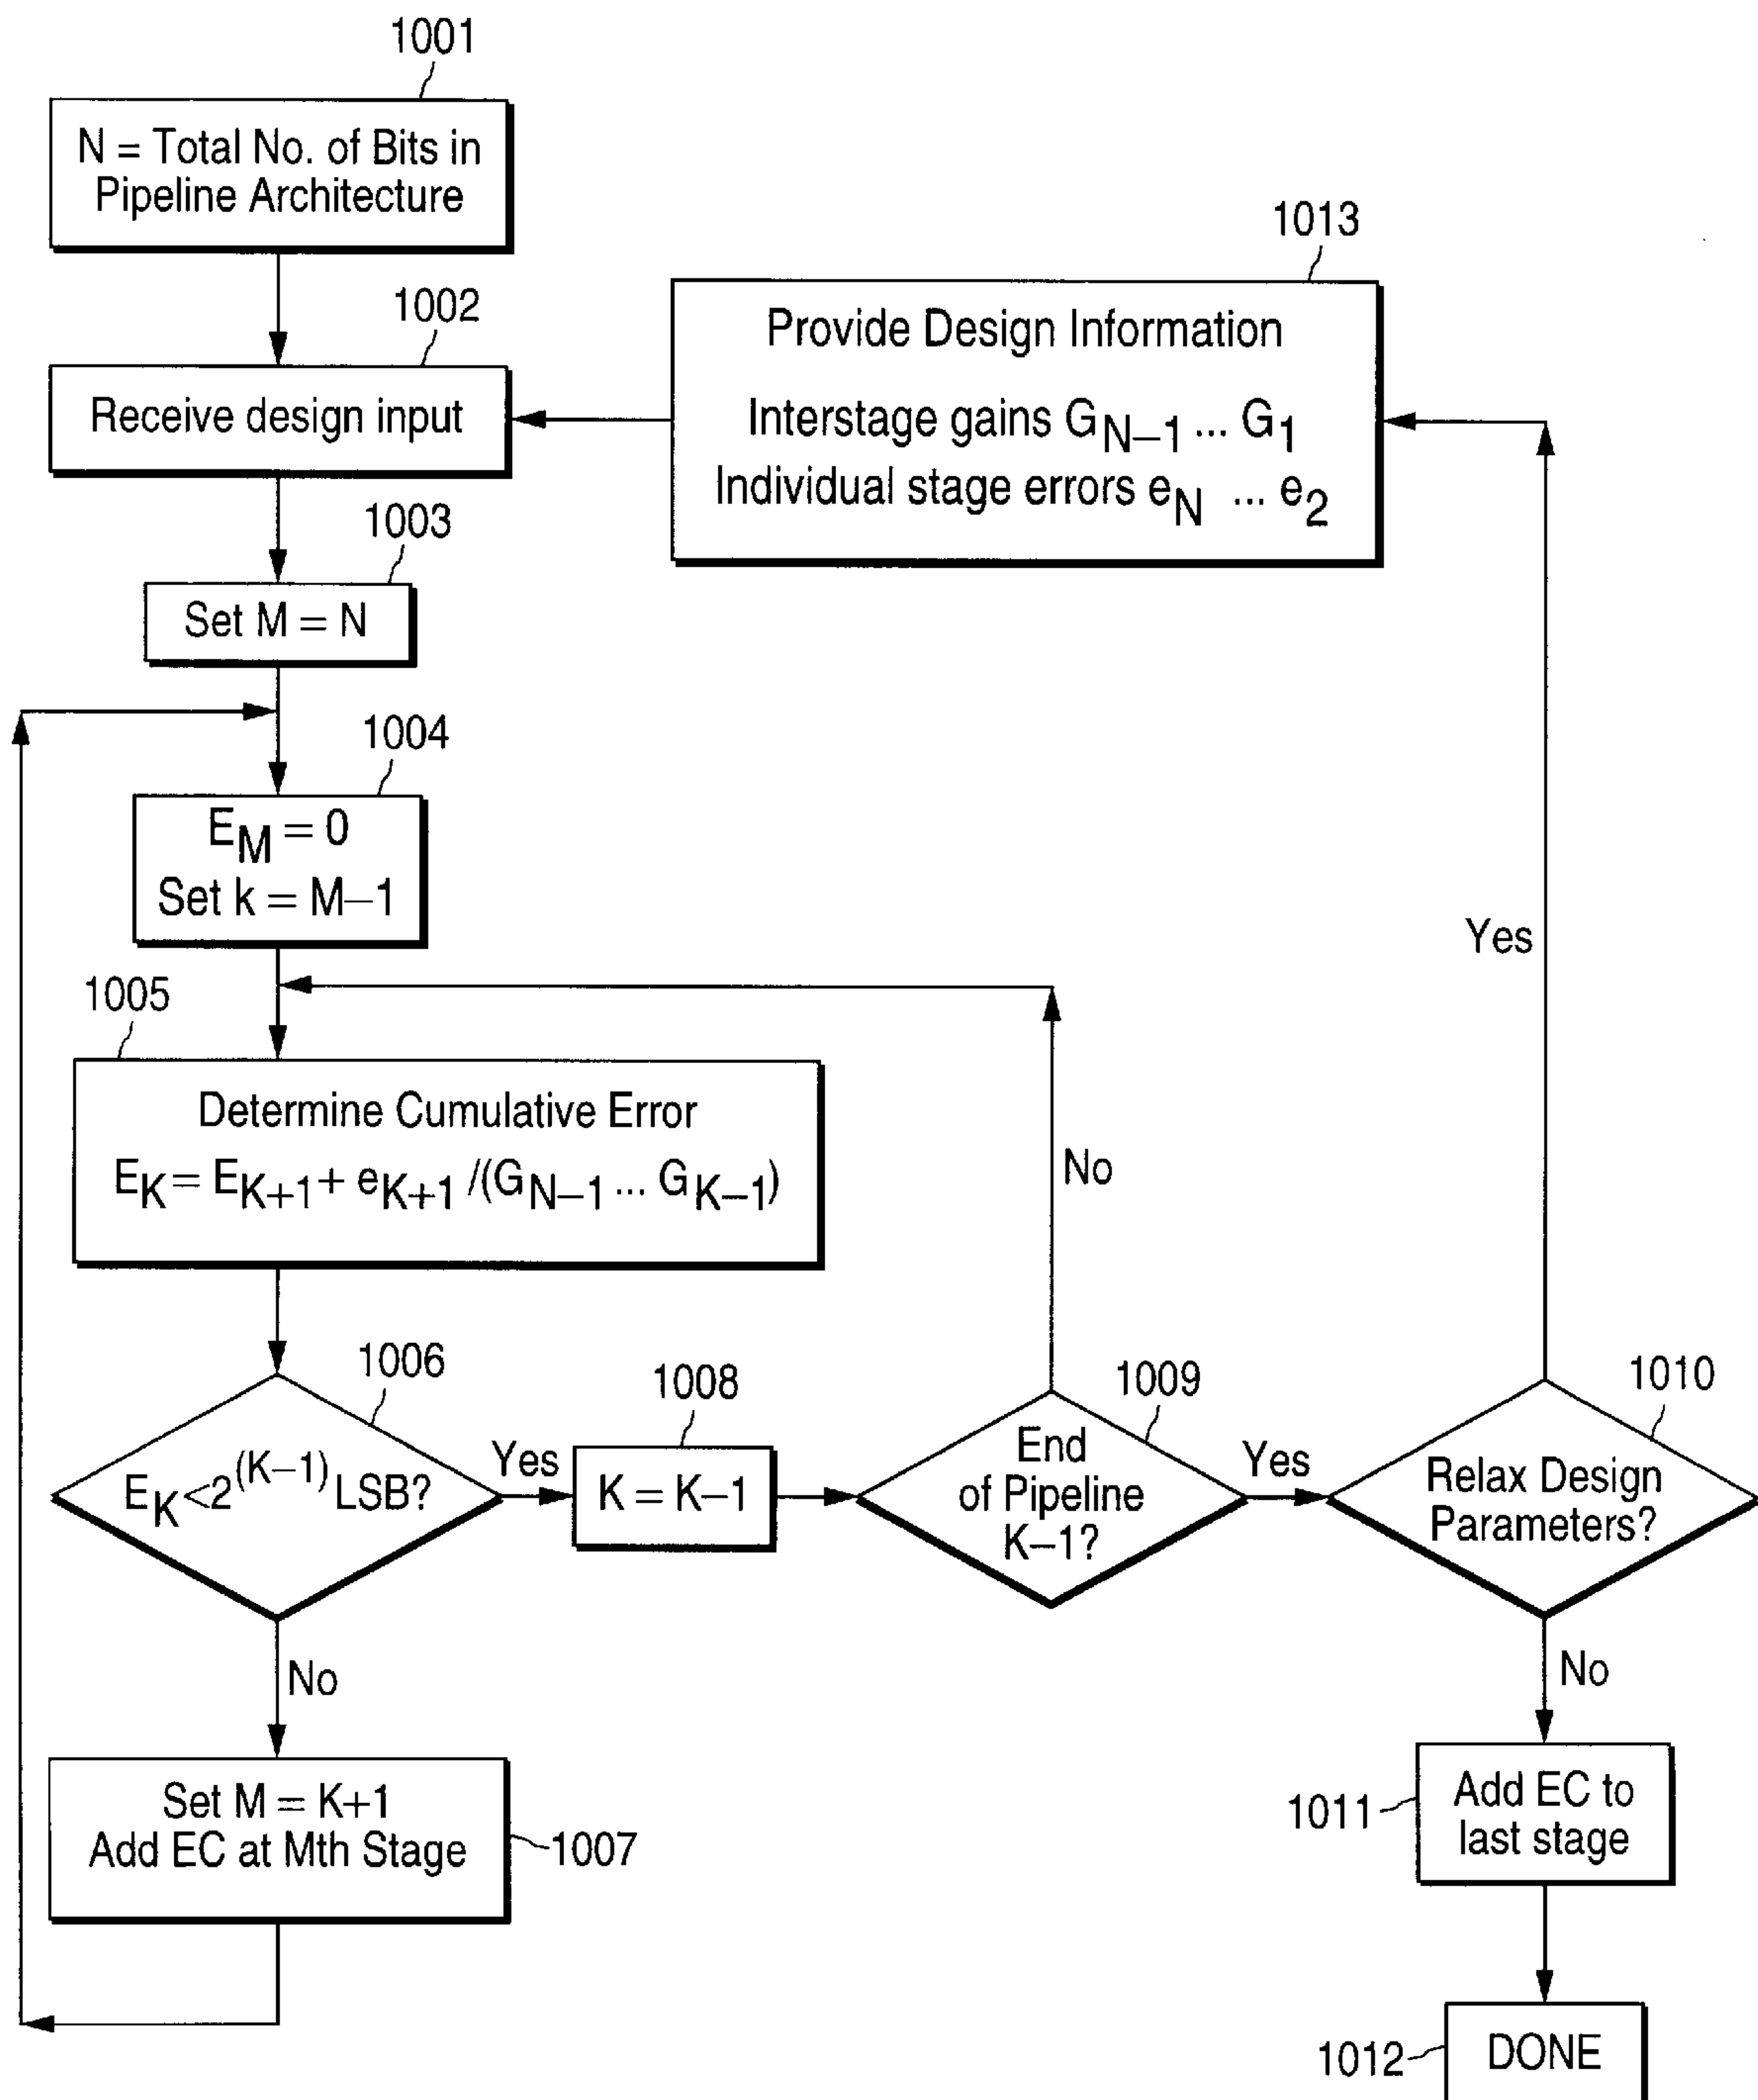 1001
N = Total No. of Bits in
Pipeline Architecture
1002
Receive design input
1013
Provide Design Information
Interstage gains G_{N–1} ... G_1
Individual stage errors e_N ... e_2
1003
Set M = N
1004
E_M = 0
Set k = M–1
1005
Determine Cumulative Error
E_K = E_{K+1} + e_{K+1} /(G_{N–1} ... G_{K–1})
1006
E_K <2^{(K–1)} LSB?
Yes
No
1008
K = K–1
1009
End
of Pipeline
K–1?
No
Yes
1010
Relax Design
Parameters?
Yes
No
Set M = K+1
Add EC at Mth Stage
1007
1011
Add EC to
last stage
1012
DONE